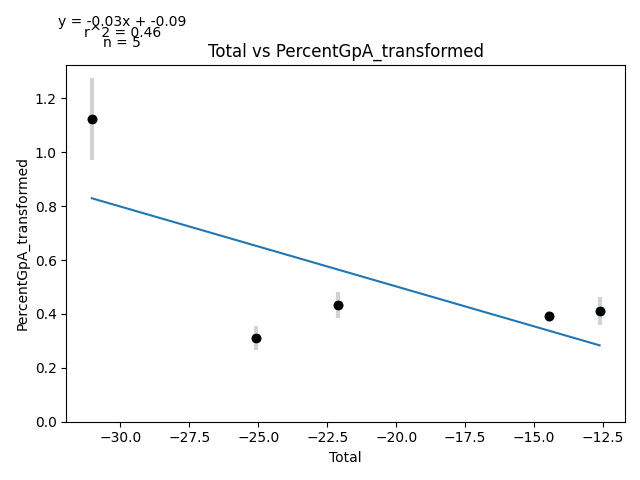 y = -0.03x + -0.09
r^2 = 0.46
n = 5
Total vs PercentGpA_transformed
PercentGpA_transformed
1.2
1.0
0.8
0.6
0.4
0.2
0.0
−30.0 −27.5 −25.0 −22.5 −20.0 −17.5 −15.0 −12.5
Total